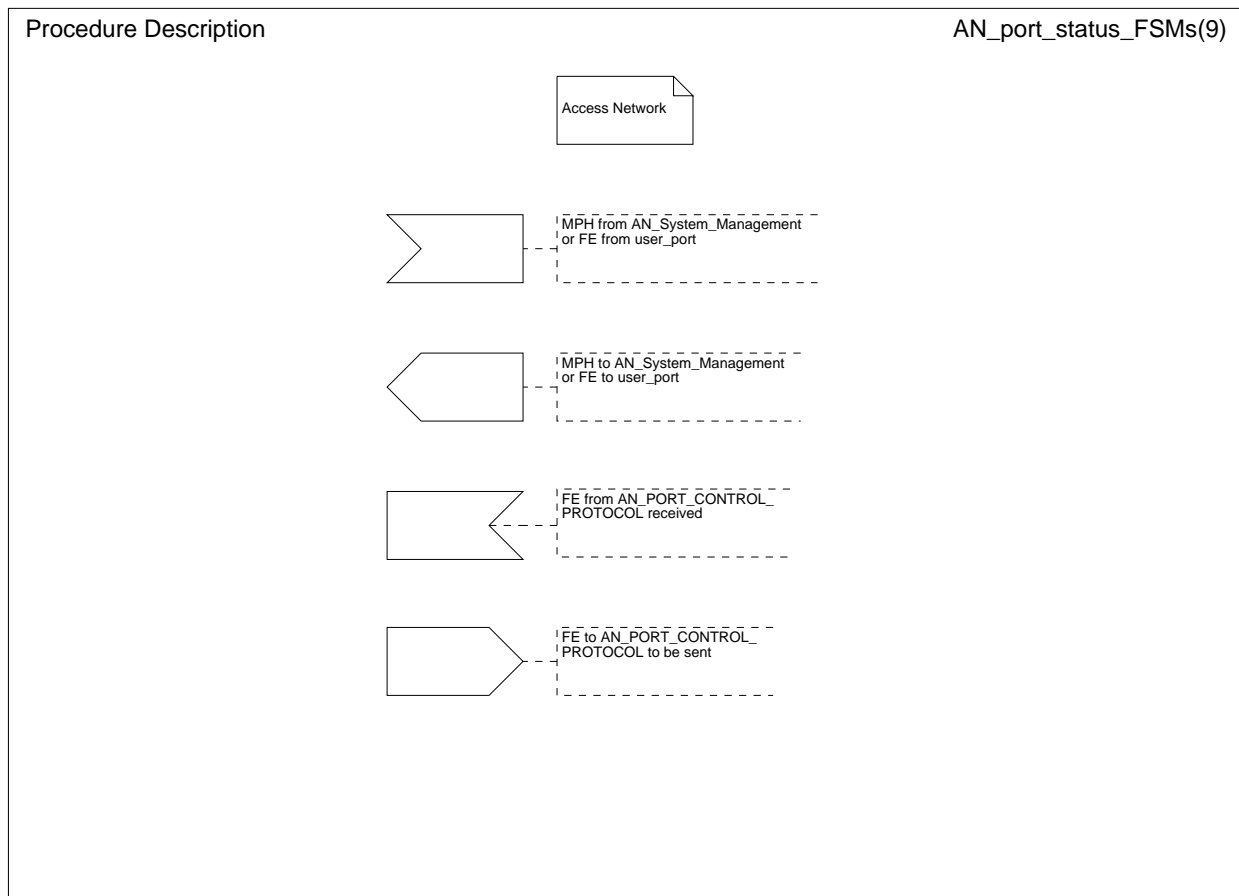 Procedure Description
AN_port_status_FSMs(9)
Access Network
MPH from AN_System_Management
or FE from user_port
MPH to AN_System_Management
or FE to user_port
FE from AN_PORT_CONTROL_
PROTOCOL received
FE to AN_PORT_CONTROL_
PROTOCOL to be sent